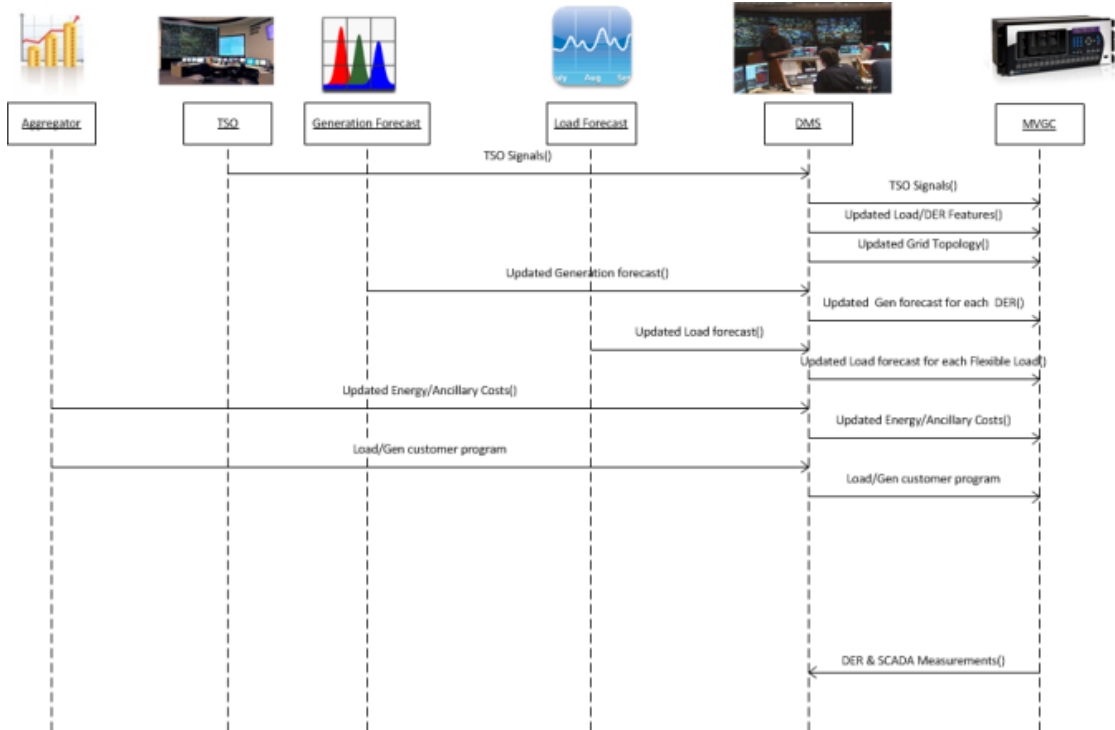 uly Aug Se
Aggregator TSO Generation Forecast Load Forecast DMS MVGC
TSO Signals()
TSO Signals()
Updated Load/DER Features()
Updated Grid Topology()
Updated Generation forecast()
Updated Gen forecast for each DER()
Updated Load forecast()
Updated Load forecast for each Flexible Load()
Updated Energy/Ancillary Costs()
Updated Energy/Ancillary Costs()
Load/Gen customer program
Load/Gen customer program
DER & SCADA Measurements()